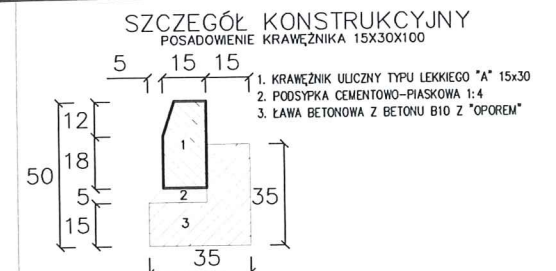 SZCZEGÓŁ KONSTRUKCYJNY
POSADOWIENIE KRAWĘŻNIKA 15X30X100
5 15 15
1. KRAWĘŻNIK ULICZNY TYPU LEKKIEGO "A" 15x30
2. PODSYPKA CEMENTOWO-PIASKOWA 1:4
3. ŁAWA BETONOWA Z BETONU B10 Z "OPOREM"
12
1
18
50
2
5
35
15
3
35